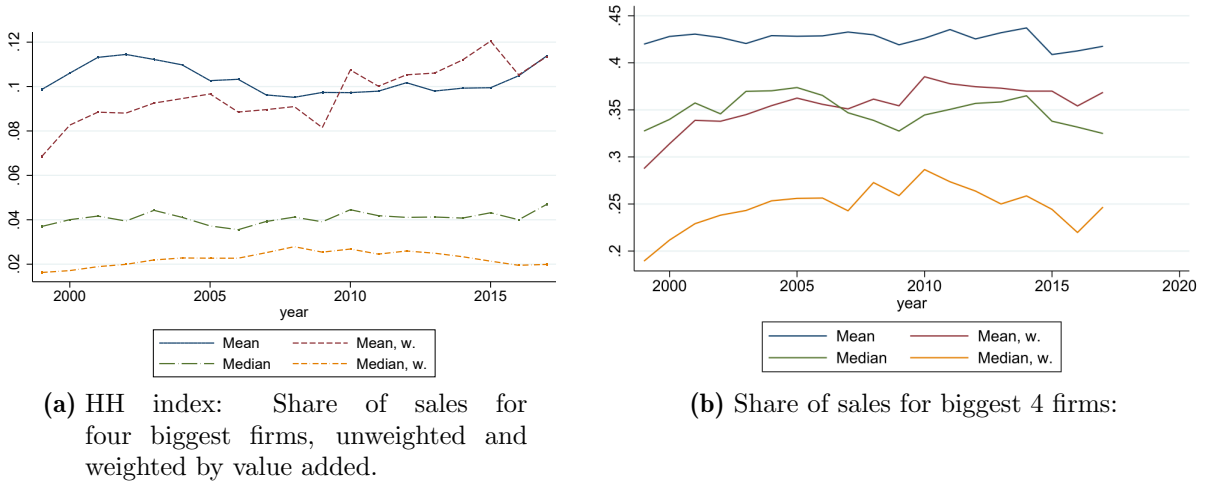 .12
.1
.08
.06
.04
.02
2000 2005 2010 2015
year
Mean Mean, w.
Median Median, w.
(a) HH index: Share of sales for
four biggest firms, unweighted and
weighted by value added.
.45
.4
.35
.3
.25
.2
2000 2005 2010 2015 2020
year
Mean Mean, w.
Median Median, w.
(b) Share of sales for biggest 4 firms: